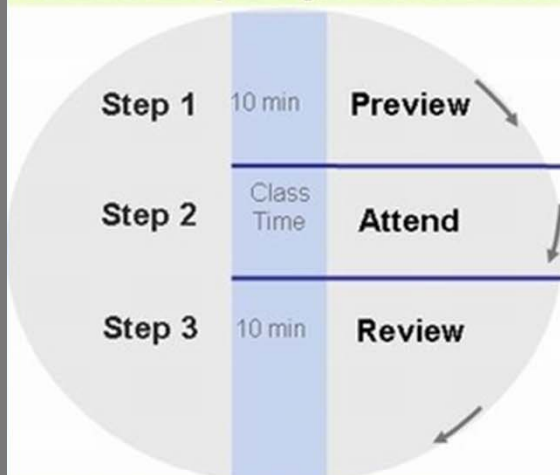 Step 1 10 min Preview
Step 2 Class Time Attend
Step 3 10 min Review